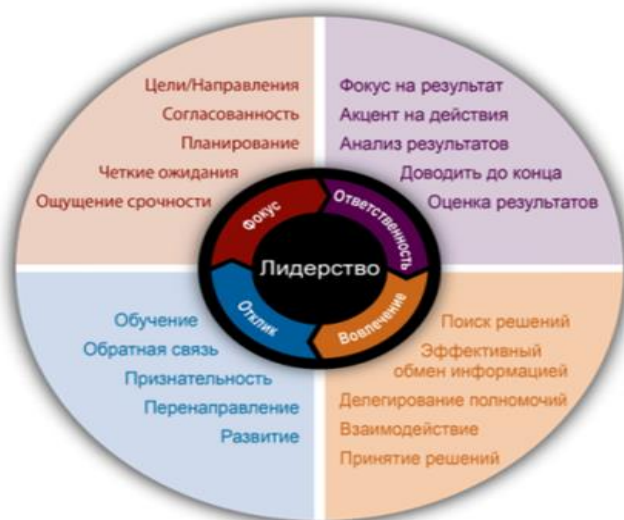 Цели/Направления
Согласованность
Планирование
Четкие ожидания
Ощущение срочности
Фокус на результат
Акцент на действия
Анализ результатов
Доводить до конца
Оценка результатов
Фокус
Ответственность
Лидерство
Отклик
Вовлечение
Обучение
Обратная связь
Признательность
Перенаправление
Развитие
Поиск решений
Эффективный
обмен информацией
Делегирование полномочий
Взаимодействие
Принятие решений